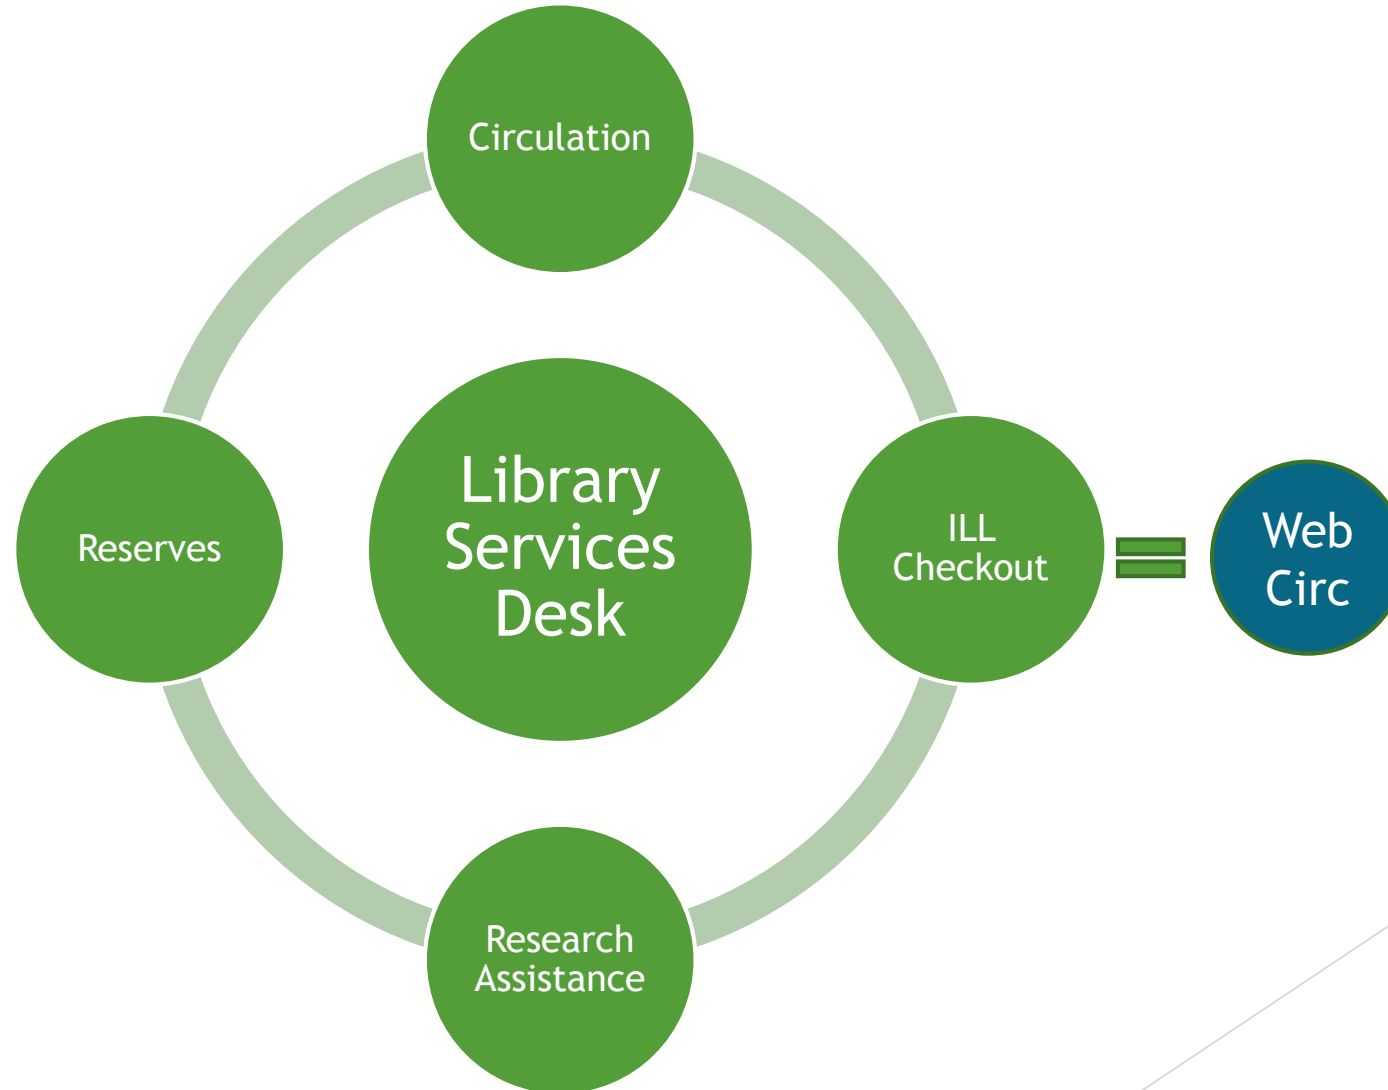 Circulation
Library
Services
Desk
Reserves
ILL
Checkout
Web
Circ
Research
Assistance